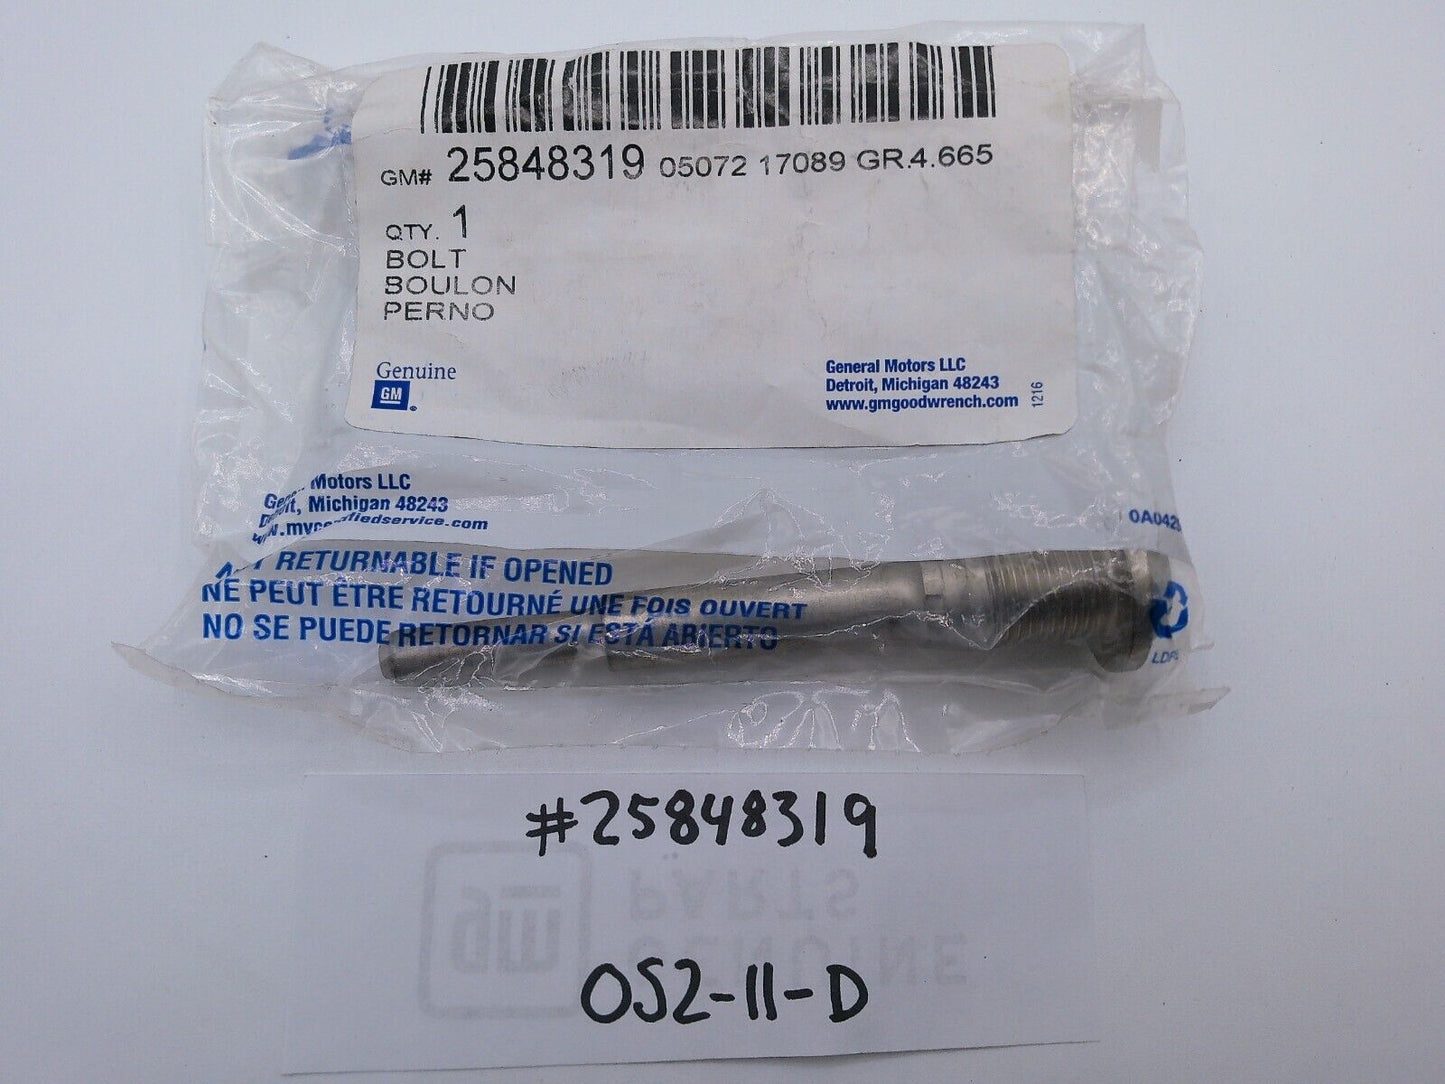 GM# 25848319 05072 17089 GR.4.665
QTY. 1
BOLT
BOULON
PERNO
Genuine
GM
General Motors LLC
Detroit, Michigan 48243
www.gmgoodwrench.com
1216
Motors LLC
Michigan 48243
0A042
RETURNABLE IF OPENED
NE PEUT ÊTRE RETOURNÉ UNE FOIS OUVERT
NO SE PUEDE RETORNAR SI ESTÁ ABIERTO
#25848319
gm
PARTS
GENUINE
OS2-11-D